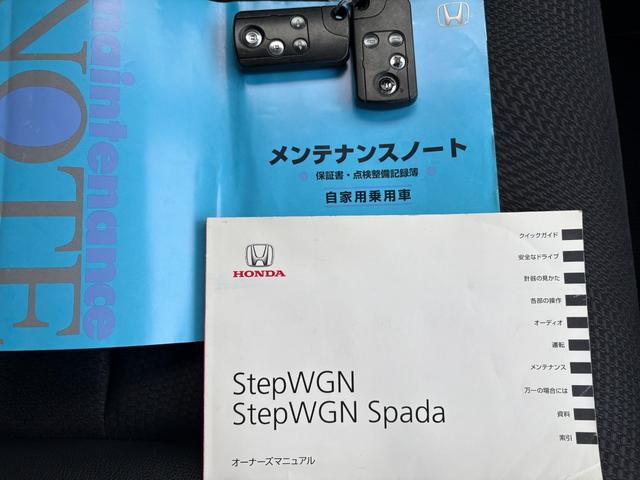 maintenance
NOTE
メンテナンスノート
保証書・点検整備記録簿
自家用乗用車
HONDA
StepWGN
StepWGN Spada
オーナーズマニュアル
クイックガイド
安全なドライブ
計器の見かた
各部の操作
オーディオ
運転
メンテナンス
万一の場合には
資料
索引